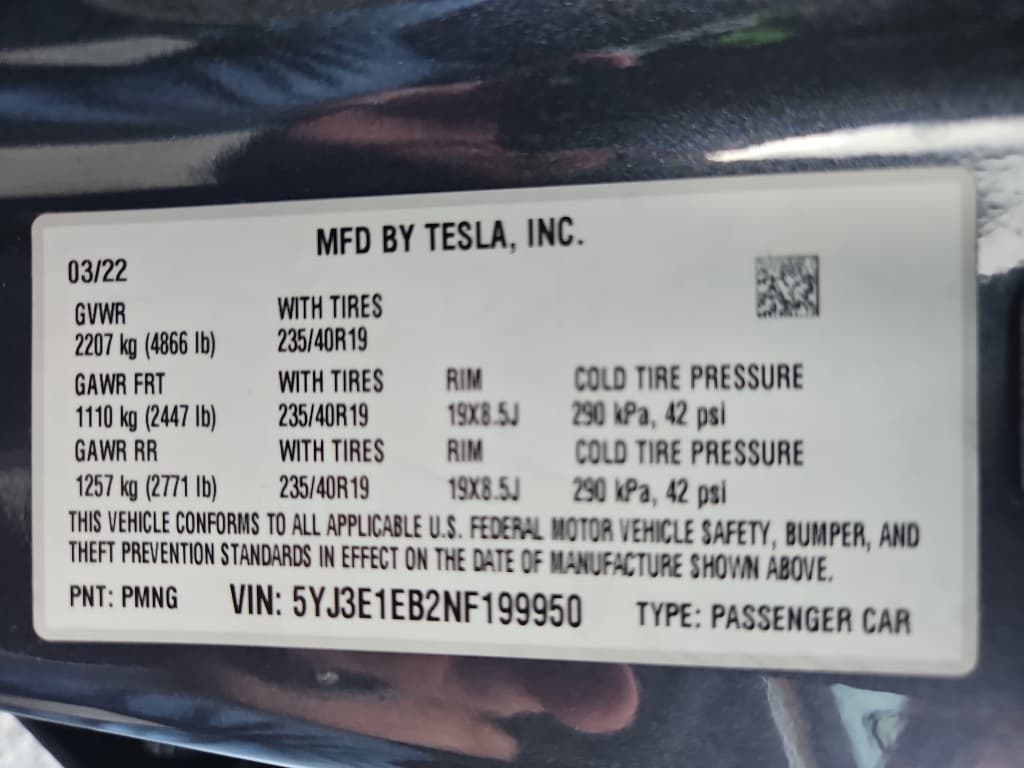 MFD BY TESLA, INC.
03/22
GVWR WITH TIRES
2207 kg (4866 lb) 235/40R19
GAWR FRT WITH TIRES RIM COLD TIRE PRESSURE
1110 kg (2447 lb) 235/40R19 19X8.5J 290 kPa, 42 psi
GAWR RR WITH TIRES RIM COLD TIRE PRESSURE
1257 kg (2771 lb) 235/40R19 19X8.5J 290 kPa, 42 psi
THIS VEHICLE CONFORMS TO ALL APPLICABLE U.S. FEDERAL MOTOR VEHICLE SAFETY, BUMPER, AND
THEFT PREVENTION STANDARDS IN EFFECT ON THE DATE OF MANUFACTURE SHOWN ABOVE.
PNT: PMNG VIN: 5YJ3E1EB2NF199950 TYPE: PASSENGER CAR